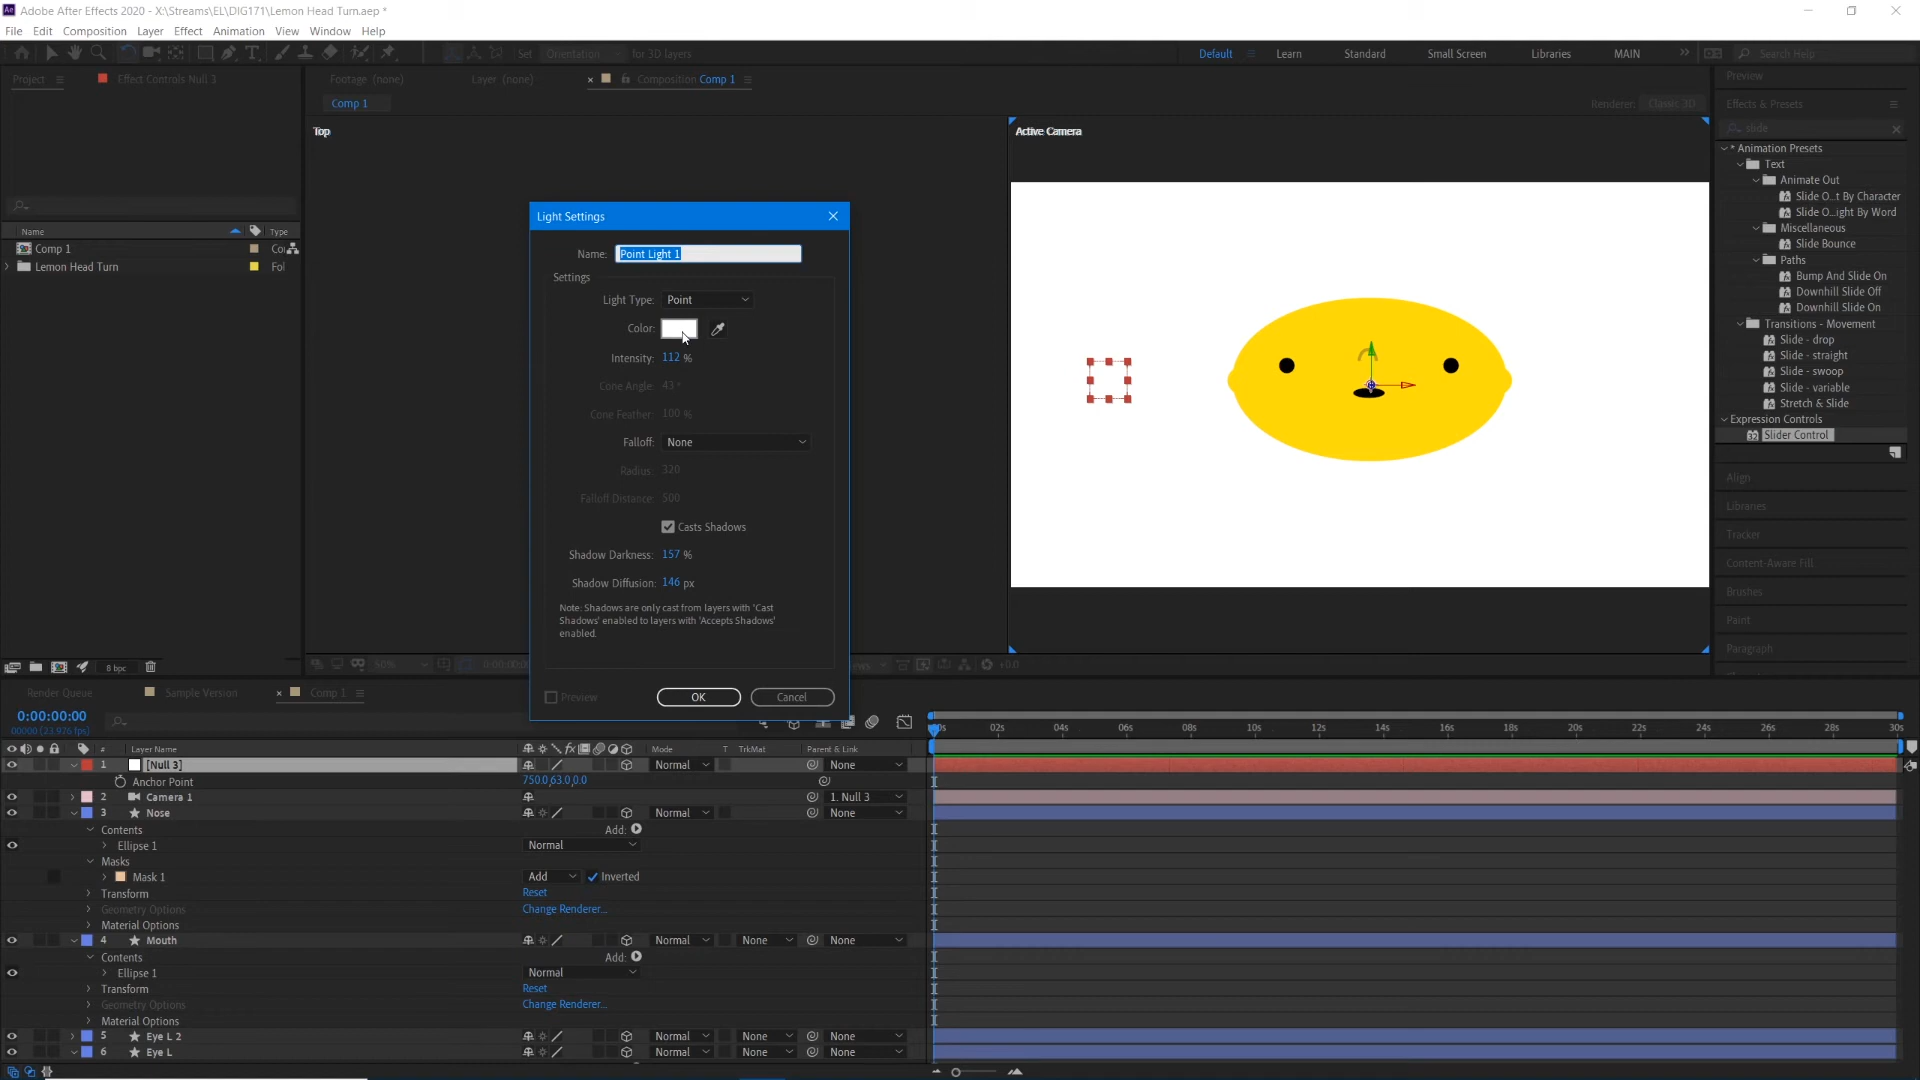 Adobe After Effects 2020 - X:\Streams\EL\DIG171\Lemon Head Turn.aep *
File Edit Composition Layer Effect Animation View Window Help
Set Orientation for 3D layers
Default Learn Standard Small Screen Libraries MAIN Search Help
Project Effect Controls Null 3
Footage (none) Layer (none) Composition Comp 1
Preview
Comp 1
Renderer: Classic 3D
Effects & Presets
Top
Active Camera
slide
* Animation Presets
Text
Animate Out
Slide O...t By Character
Slide O...ight By Word
Miscellaneous
Slide Bounce
Paths
Bump And Slide On
Downhill Slide Off
Downhill Slide On
Transitions - Movement
Slide - drop
Slide - straight
Slide - swoop
Slide - variable
Stretch & Slide
Expression Controls
Slider Control
Align
Libraries
Tracker
Content-Aware Fill
Brushes
Paint
Paragraph
Name Type
Comp 1
Lemon Head Turn Fol
8 bpc
Light Settings
Name: Point Light 1
Settings
Light Type: Point
Color:
Intensity: 112 %
Cone Angle: 43 °
Cone Feather: 100 %
Falloff: None
Radius: 320
Falloff Distance: 500
Casts Shadows
Shadow Darkness: 157 %
Shadow Diffusion: 146 px
Note: Shadows are only cast from layers with 'Cast
Shadows' enabled to layers with 'Accepts Shadows'
enabled.
Preview OK Cancel
50%
+0.0
Render Queue Sample Version Comp 1
0:00:00:00
00000 (23.976 fps)
02s 04s 06s 08s 10s 12s 14s 16s 18s 20s 22s 24s 26s 28s 30s
# Layer Name Mode T TrkMat Parent & Link
1 [Null 3] Normal None
Anchor Point 750.0,63.0,0.0
2 Camera 1 1. Null 3
3 Nose Normal None
Contents Add:
Ellipse 1 Normal
Masks
Mask 1 Add Inverted
Transform Reset
Geometry Options Change Renderer...
Material Options
4 Mouth Normal None None
Contents Add:
Ellipse 1 Normal
Transform Reset
Geometry Options Change Renderer...
Material Options
5 Eye L 2 Normal None None
6 Eye L Normal None None